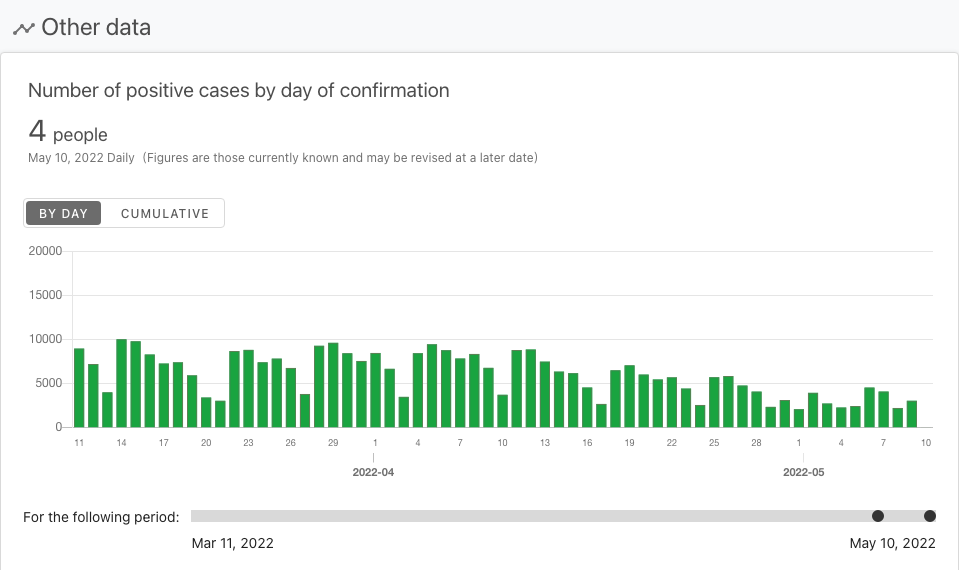 Other data
Number of positive cases by day of confirmation
4 people
May 10, 2022 Daily (Figures are those currently known and may be revised at a later date)
BY DAY CUMULATIVE
20000
15000
10000
5000
0
11 14 17 20 23 26 29 1 4 7 10 13 16 19 22 25 28 1 4 7 10
2022-04 2022-05
For the following period:
Mar 11, 2022 May 10, 2022